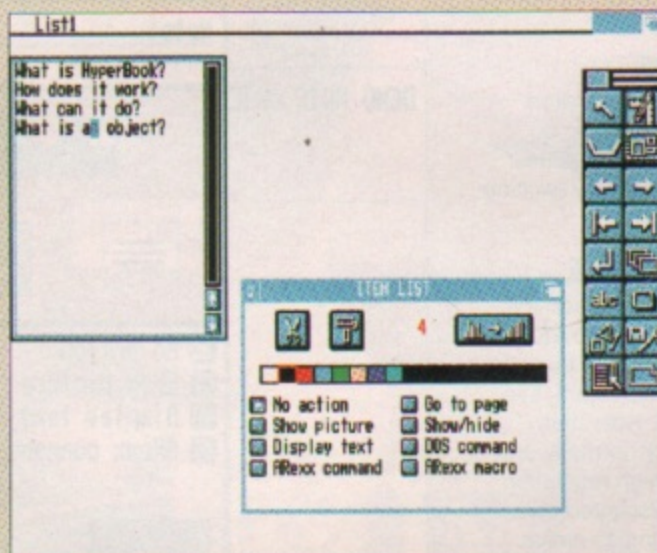 List1
What is HyperBook?
How does it work?
What can it do?
What is an object?
ITEM LIST
4
No action
Go to page
Show picture
Show/hide
Display text
DOS command
ARexx command
ARexx macro
abc